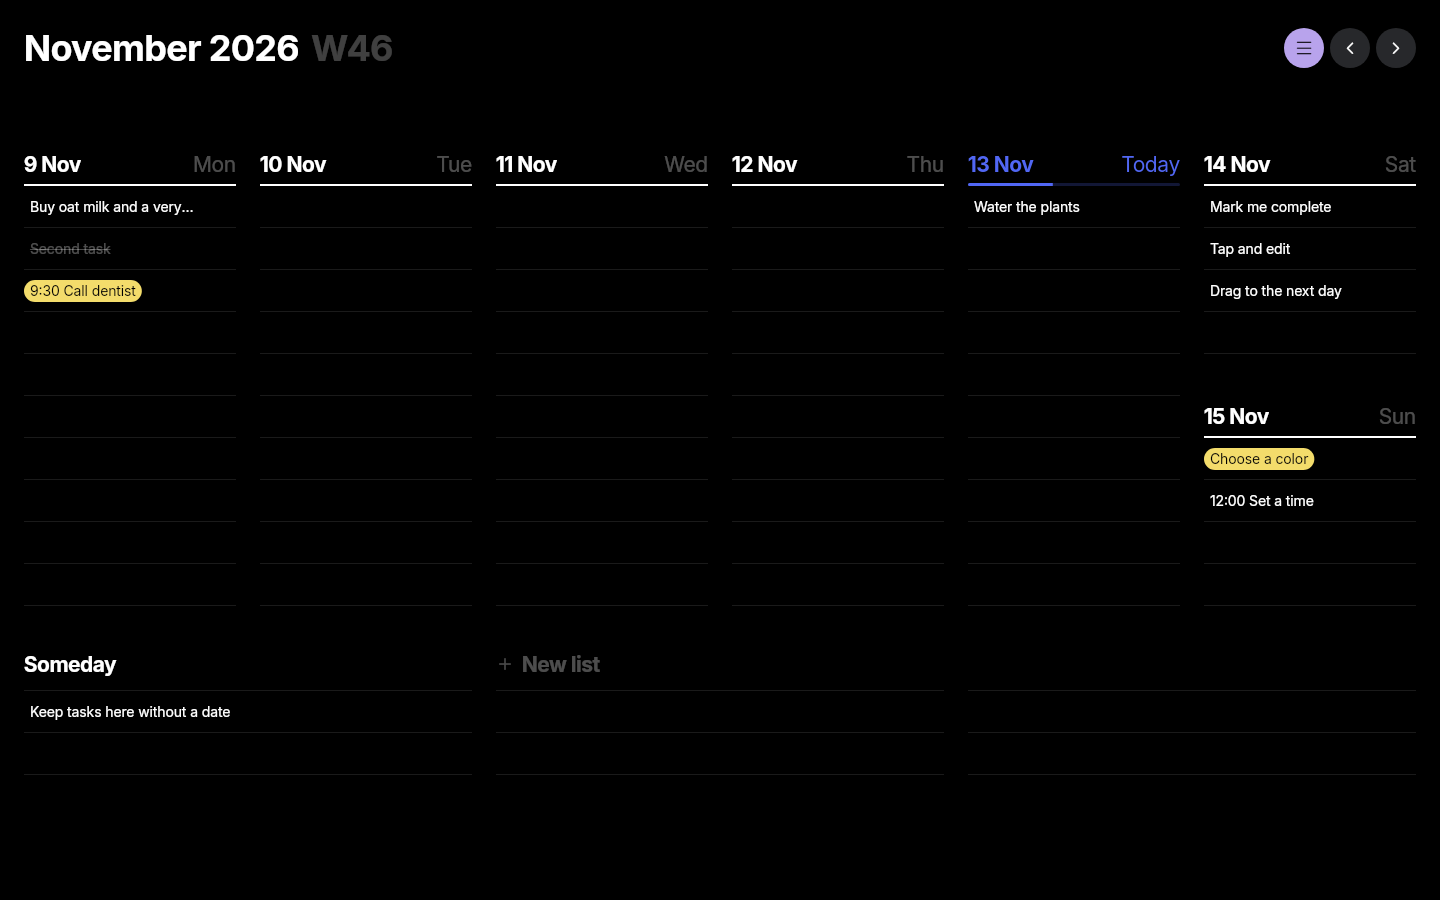 November 2026 W46
9 Nov Mon
Buy oat milk and a very...
Second task
9:30 Call dentist
10 Nov Tue
11 Nov Wed
12 Nov Thu
13 Nov Today
Water the plants
14 Nov Sat
Mark me complete
Tap and edit
Drag to the next day
15 Nov Sun
Choose a color
12:00 Set a time
Someday
Keep tasks here without a date
+ New list